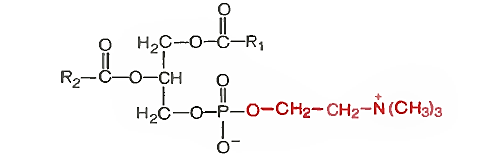 O O
H₂C—O—C—R₁
R₂—C—O—CH O
H₂C—O—P—O—CH₂—CH₂—N⁺(CH₃)₃
O⁻